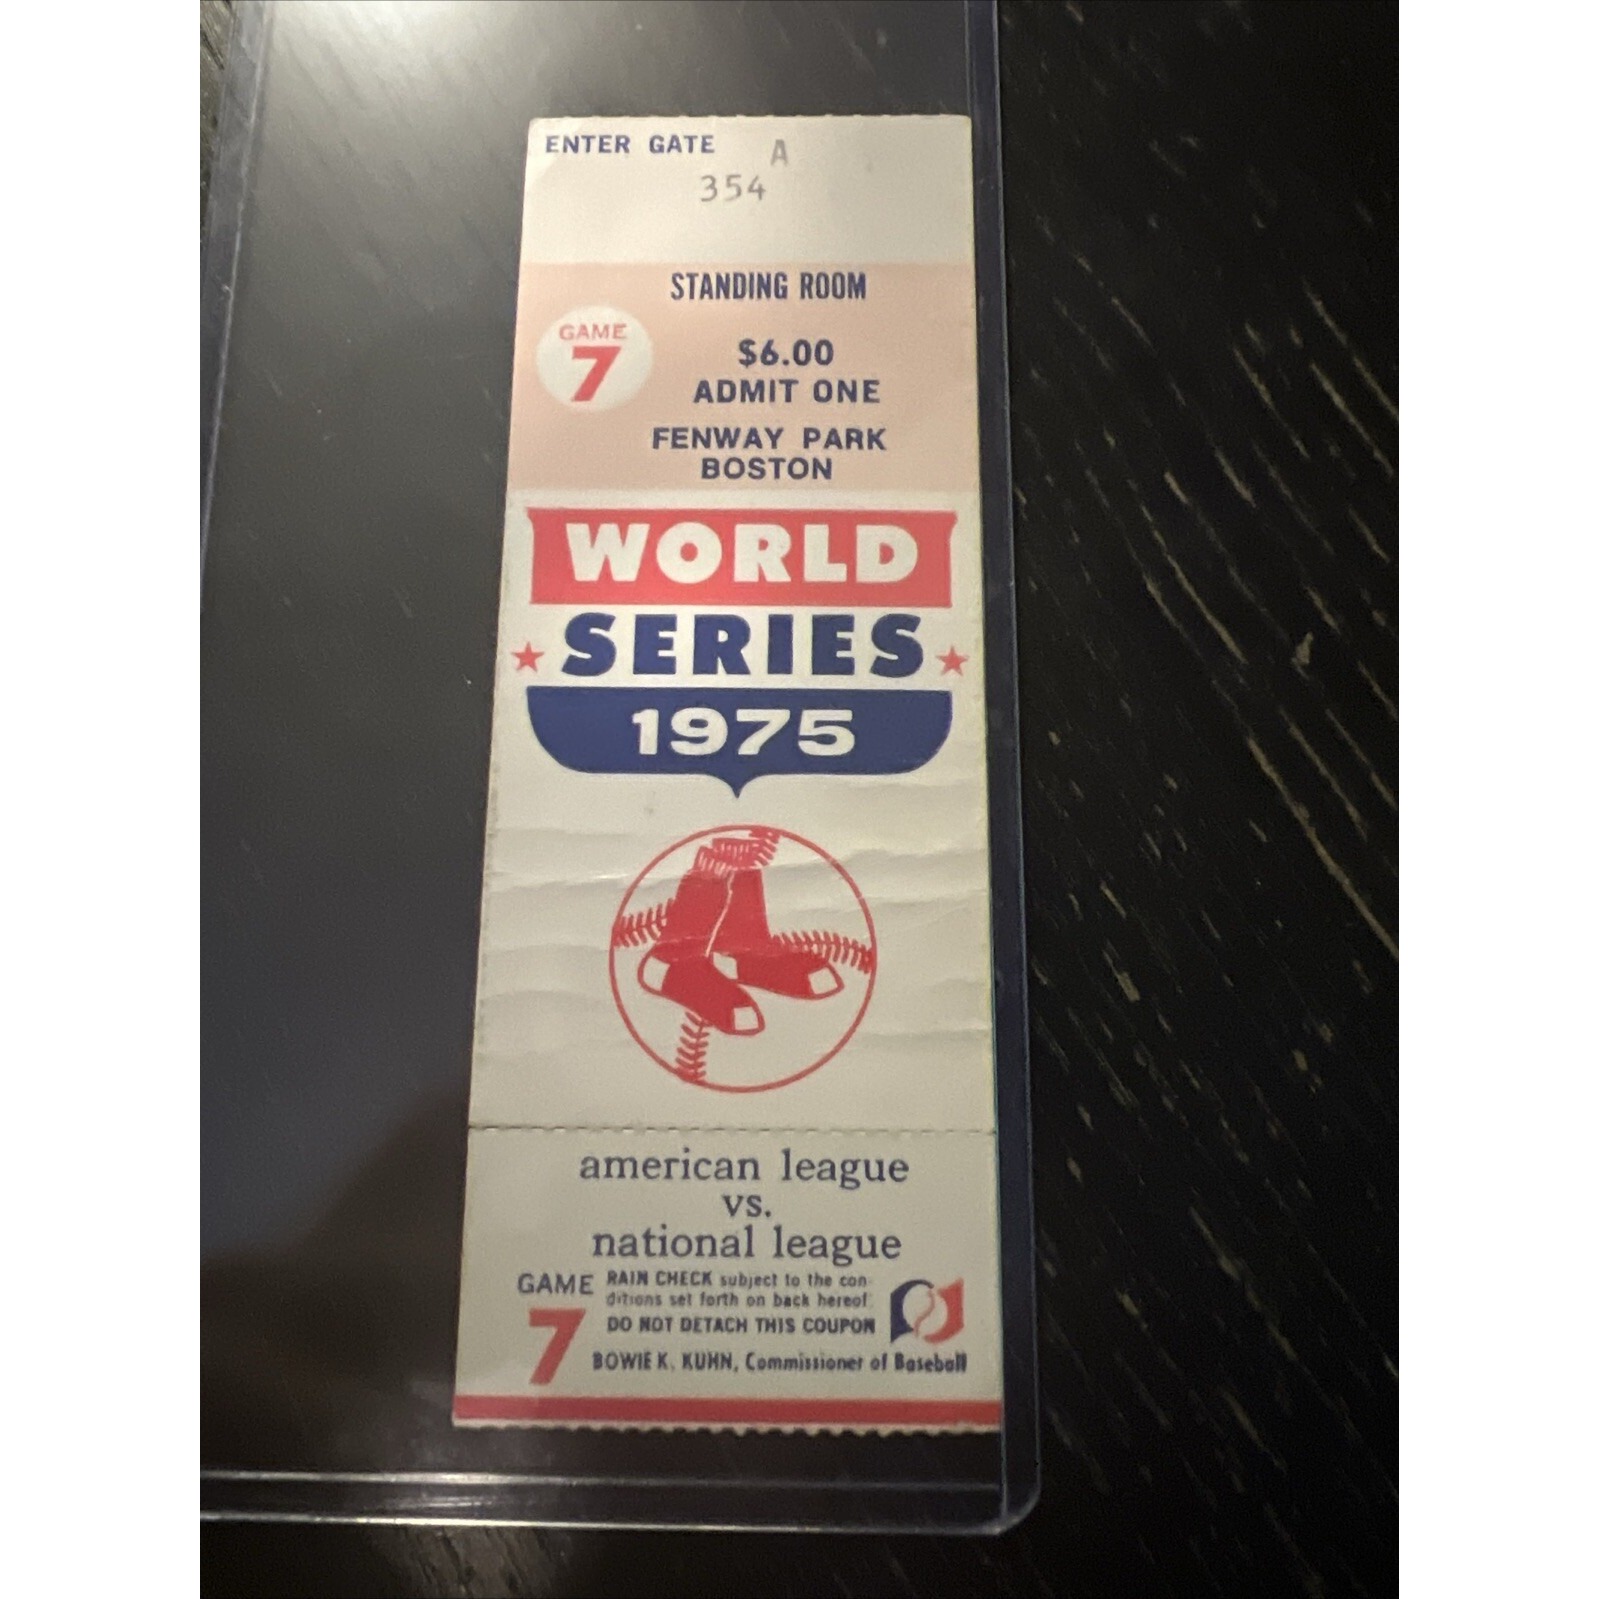 ENTER GATE A
354
STANDING ROOM
GAME
7
$6.00
ADMIT ONE
FENWAY PARK
BOSTON
WORLD
SERIES
1975
american league
vs.
national league
GAME
7
RAIN CHECK subject to the con-
ditions set forth on back hereof.
DO NOT DETACH THIS COUPON
BOWIE K. KUHN, Commissioner of Baseball